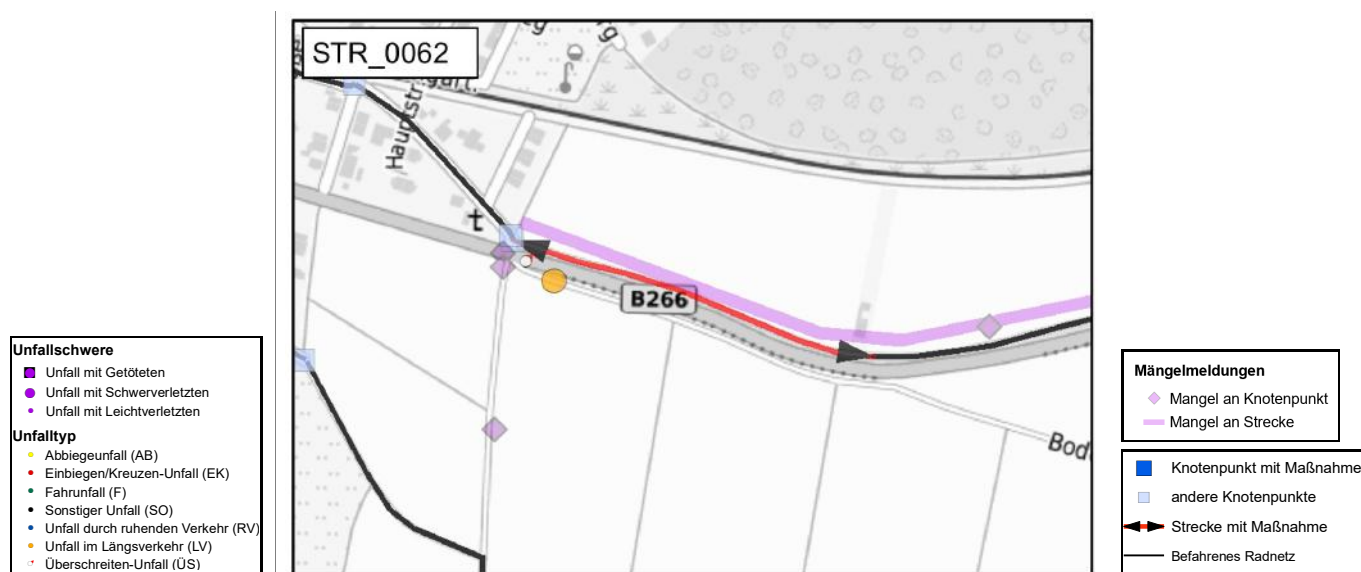 STR_0062
Hauptstr.
gart.
t
B266
Bod
Unfallschwere
Unfall mit Getöteten
Unfall mit Schwerverletzten
Unfall mit Leichtverletzten
Unfalltyp
Abbiegeunfall (AB)
Einbiegen/Kreuzen-Unfall (EK)
Fahrunfall (F)
Sonstiger Unfall (SO)
Unfall durch ruhenden Verkehr (RV)
Unfall im Längsverkehr (LV)
Überschreiten-Unfall (ÜS)
Mängelmeldungen
Mangel an Knotenpunkt
Mangel an Strecke
Knotenpunkt mit Maßnahme
andere Knotenpunkte
Strecke mit Maßnahme
Befahrenes Radnetz